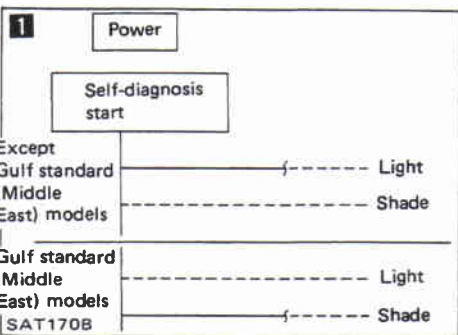 1
Power
Self-diagnosis
start
Except
Gulf standard
Light
(Middle
East) models
Shade
Gulf standard
(Middle
Light
East) models
Shade
SAT170B